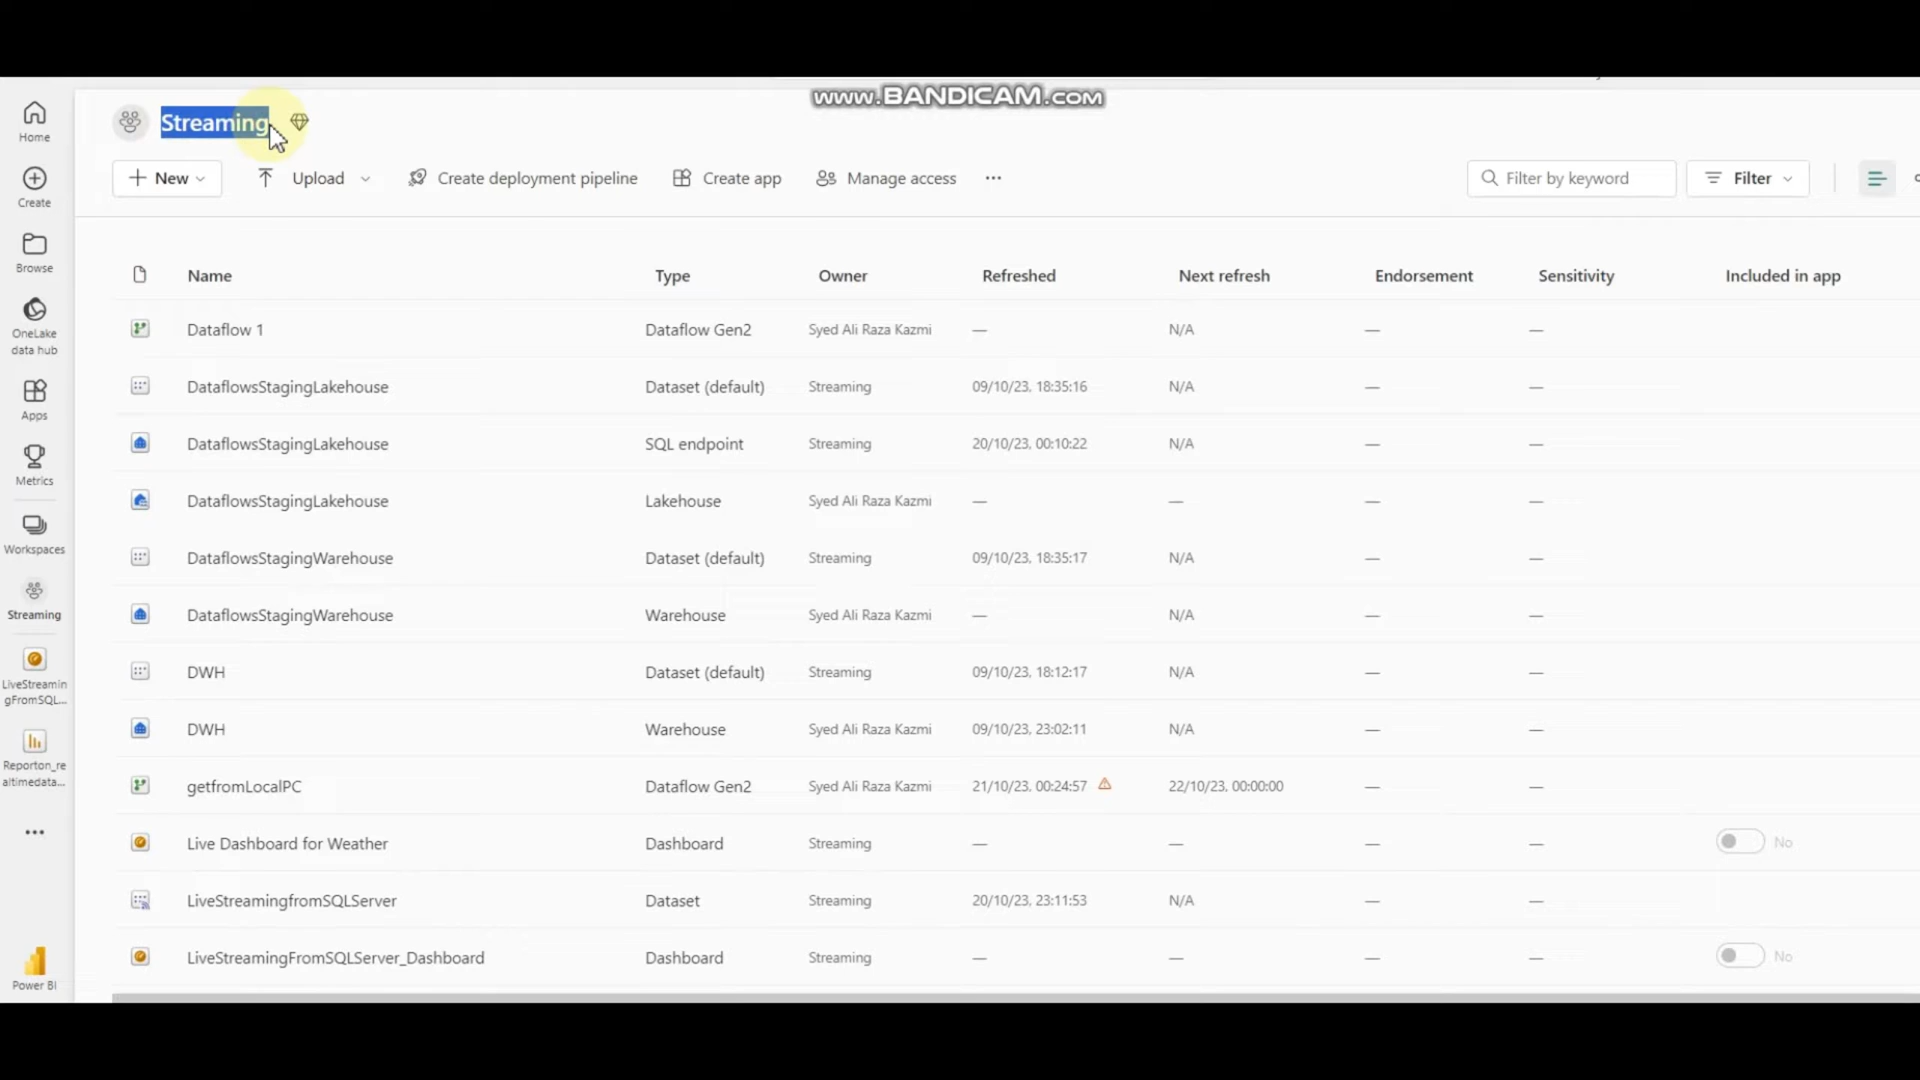 www.BANDICAM.com
Home
Create
Browse
OneLake
data hub
Apps
Metrics
Workspaces
Streaming
LiveStreamin
gFromSQL...
Reporton_re
altimedata...
Power BI
Streaming
New
Upload
Create deployment pipeline
Create app
Manage access
...
Filter by keyword
Filter
Name Type Owner Refreshed Next refresh Endorsement Sensitivity Included in app
Dataflow 1 Dataflow Gen2 Syed Ali Raza Kazmi — N/A — —
DataflowsStagingLakehouse Dataset (default) Streaming 09/10/23, 18:35:16 N/A — —
DataflowsStagingLakehouse SQL endpoint Streaming 20/10/23, 00:10:22 N/A — —
DataflowsStagingLakehouse Lakehouse Syed Ali Raza Kazmi — — — —
DataflowsStagingWarehouse Dataset (default) Streaming 09/10/23, 18:35:17 N/A — —
DataflowsStagingWarehouse Warehouse Syed Ali Raza Kazmi — N/A — —
DWH Dataset (default) Streaming 09/10/23, 18:12:17 N/A — —
DWH Warehouse Syed Ali Raza Kazmi 09/10/23, 23:02:11 N/A — —
getfromLocalPC Dataflow Gen2 Syed Ali Raza Kazmi 21/10/23, 00:24:57 22/10/23, 00:00:00 — —
Live Dashboard for Weather Dashboard Streaming — — — — No
LiveStreamingfromSQLServer Dataset Streaming 20/10/23, 23:11:53 N/A — —
LiveStreamingFromSQLServer_Dashboard Dashboard Streaming — — — — No